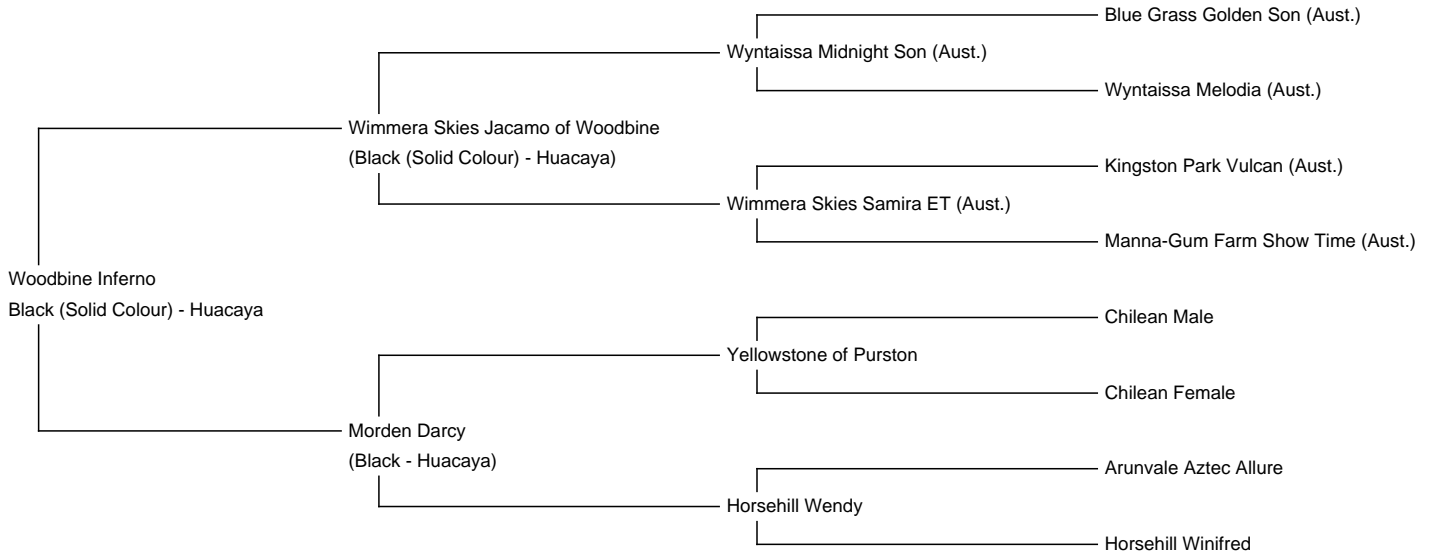 Blue Grass Golden Son (Aust.)
Wyntaissa Midnight Son (Aust.)
Wyntaissa Melodia (Aust.)
Wimmera Skies Jacamo of Woodbine
(Black (Solid Colour) - Huacaya)
Kingston Park Vulcan (Aust.)
Wimmera Skies Samira ET (Aust.)
Manna-Gum Farm Show Time (Aust.)
Woodbine Inferno
Black (Solid Colour) - Huacaya
Chilean Male
Yellowstone of Purston
Chilean Female
Morden Darcy
(Black - Huacaya)
Arunvale Aztec Allure
Horsehill Wendy
Horsehill Winifred